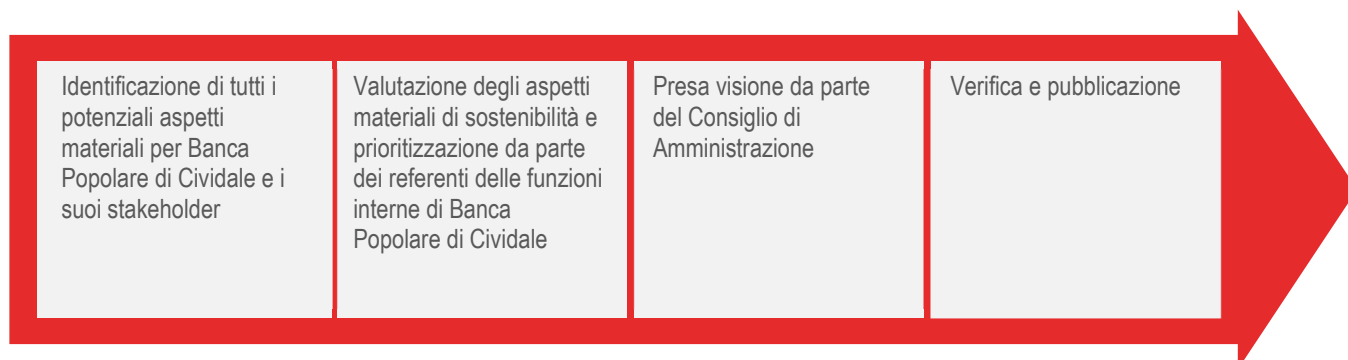 Identificazione di tutti i
potenziali aspetti
materiali per Banca
Popolare di Cividale e i
suoi stakeholder
Valutazione degli aspetti
materiali di sostenibilità e
prioritizzazione da parte
dei referenti delle funzioni
interne di Banca
Popolare di Cividale
Presa visione da parte
del Consiglio di
Amministrazione
Verifica e pubblicazione